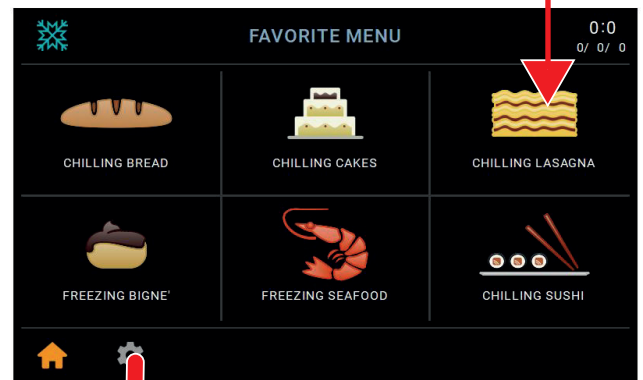 FAVORITE MENU
0:0
0/ 0/ 0
CHILLING BREAD
CHILLING CAKES
CHILLING LASAGNA
FREEZING BIGNE'
FREEZING SEAFOOD
CHILLING SUSHI